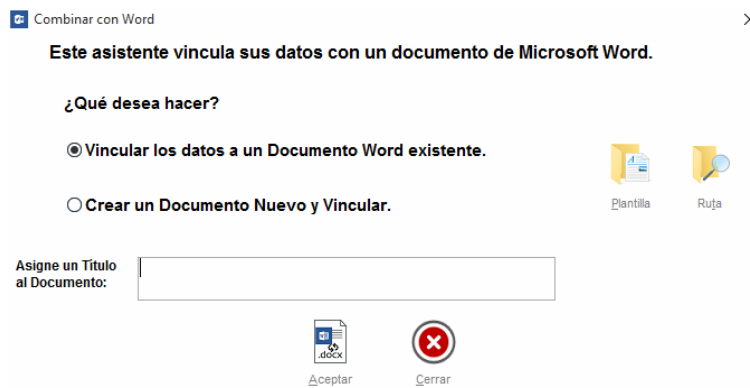 Combinar con Word
Este asistente vincula sus datos con un documento de Microsoft Word.
¿Qué desea hacer?
Vincular los datos a un Documento Word existente.
Crear un Documento Nuevo y Vincular.
Plantilla
Ruta
Asigne un Título
al Documento:
.docx
Aceptar
Cerrar